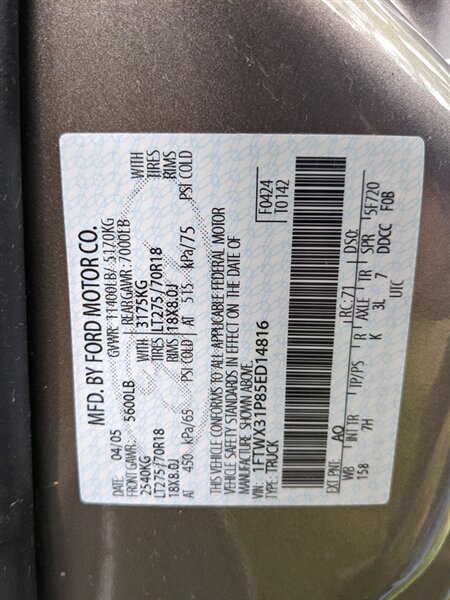 MFD. BY FORD MOTOR CO.
DATE: 04/05 GVWR: 11400LB/ 5170KG
FRONT GAWR: 5600LB REAR GAWR: 7000LB
2540KG WITH 3175KG WITH
LT275/70R18 TIRES LT275/70R18 TIRES
18X8.0J RIMS 18X8.0J RIMS
AT 450 kPa/65 PSI COLD AT 515 kPa/75 PSI COLD
THIS VEHICLE CONFORMS TO ALL APPLICABLE FEDERAL MOTOR
VEHICLE SAFETY STANDARDS IN EFFECT ON THE DATE OF
MANUFACTURE SHOWN ABOVE.
VIN: 1FTWX31P85ED14816 F0424
TYPE: TRUCK T0142
EXT PNT: AQ RC: 71 DSO:
WB INT TR TP/PS R AXLE TR SPR 5F720
158 7H K 3L 7 DDCC F0B
UTC